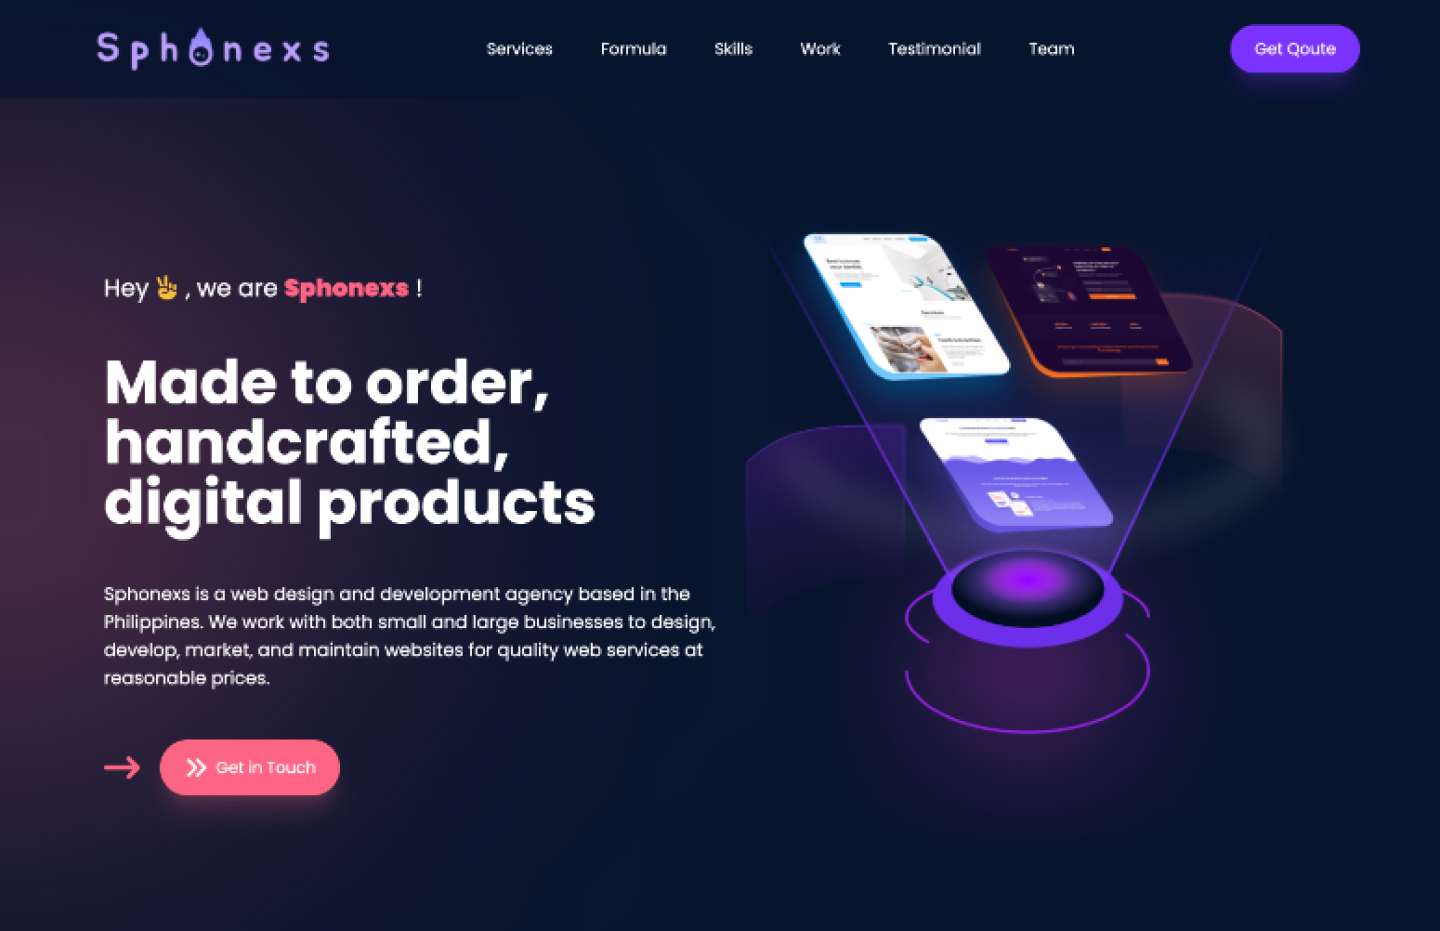 Sphonexs
Services
Formula
Skills
Work
Testimonial
Team
Get Qoute
Hey ✌ , we are Sphonexs !
Made to order,
handcrafted,
digital products
Sphonexs is a web design and development agency based in the
Philippines. We work with both small and large businesses to design,
develop, market, and maintain websites for quality web services at
reasonable prices.
Get in Touch